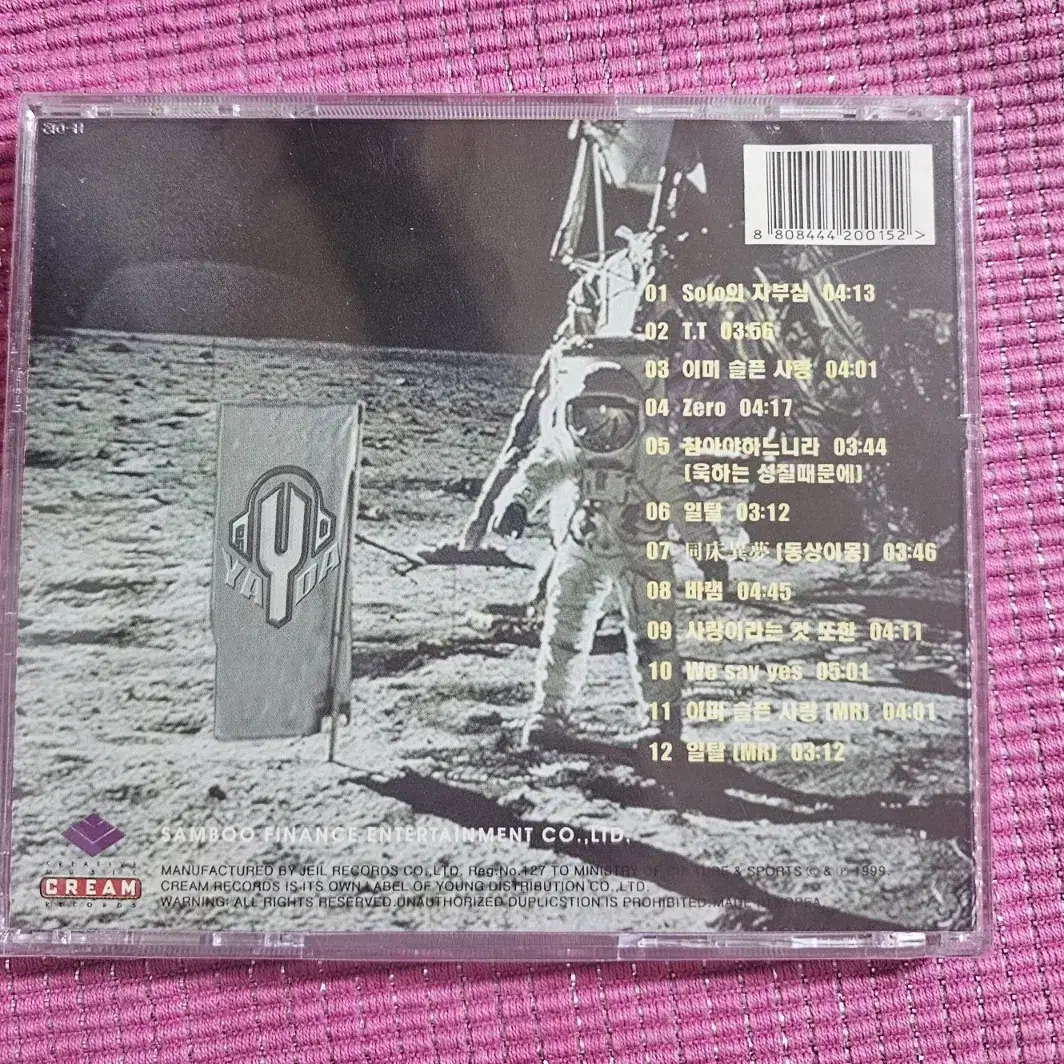 8 808444 200152 >
01 Solo의 자부심 04:13
02 T.T 03:56
03 이미 슬픈 사랑 04:01
04 Zero 04:17
05 참아야하느니라 03:44
(욱하는 성질때문에)
06 일탈 03:12
07 同床異夢 (동상이몽) 03:46
08 바램 04:45
09 사랑이라는 것 또한 04:11
10 We say yes 05:01
11 이미 슬픈 사랑 (MR) 04:01
12 일탈 (MR) 03:12
YADA
SAMBOO FINANCE ENTERTAINMENT CO.,LTD.
CREATIVE
MUSIC
CREAM
RECORDS
MANUFACTURED BY JEIL RECORDS CO.,LTD. Reg.No.127 TO MINISTRY OF CULTURE & SPORTS © & ℗ 1999
CREAM RECORDS IS ITS OWN LABEL OF YOUNG DISTRIBUTION CO.,LTD.
WARNING: ALL RIGHTS RESERVED.UNAUTHORIZED DUPLICSTION IS PROHIBITED.MADE IN KOREA